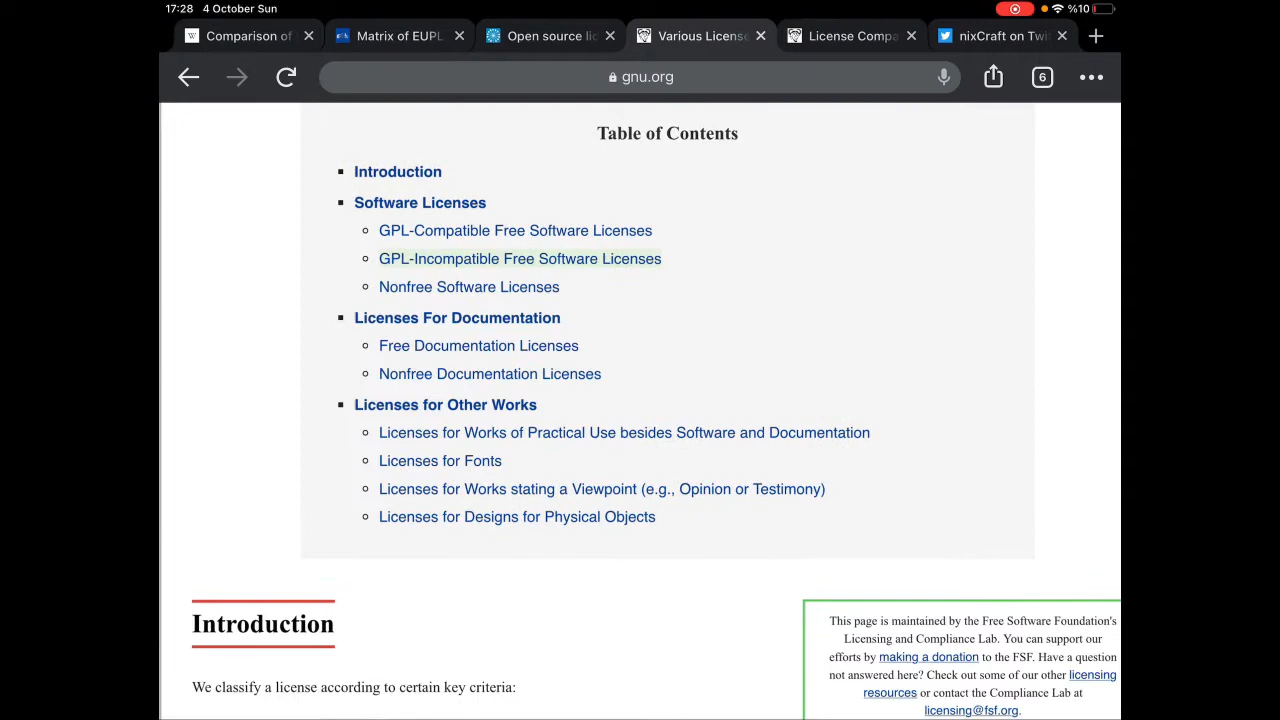 17:28 4 October Sun %10
Comparison of
Matrix of EUPL
Open source lic
Various License
License Compa
nixCraft on Twi
gnu.org
6
Table of Contents
Introduction
Software Licenses
GPL-Compatible Free Software Licenses
GPL-Incompatible Free Software Licenses
Nonfree Software Licenses
Licenses For Documentation
Free Documentation Licenses
Nonfree Documentation Licenses
Licenses for Other Works
Licenses for Works of Practical Use besides Software and Documentation
Licenses for Fonts
Licenses for Works stating a Viewpoint (e.g., Opinion or Testimony)
Licenses for Designs for Physical Objects
Introduction
We classify a license according to certain key criteria:
This page is maintained by the Free Software Foundation's
Licensing and Compliance Lab. You can support our
efforts by making a donation to the FSF. Have a question
not answered here? Check out some of our other licensing
resources or contact the Compliance Lab at
licensing@fsf.org.